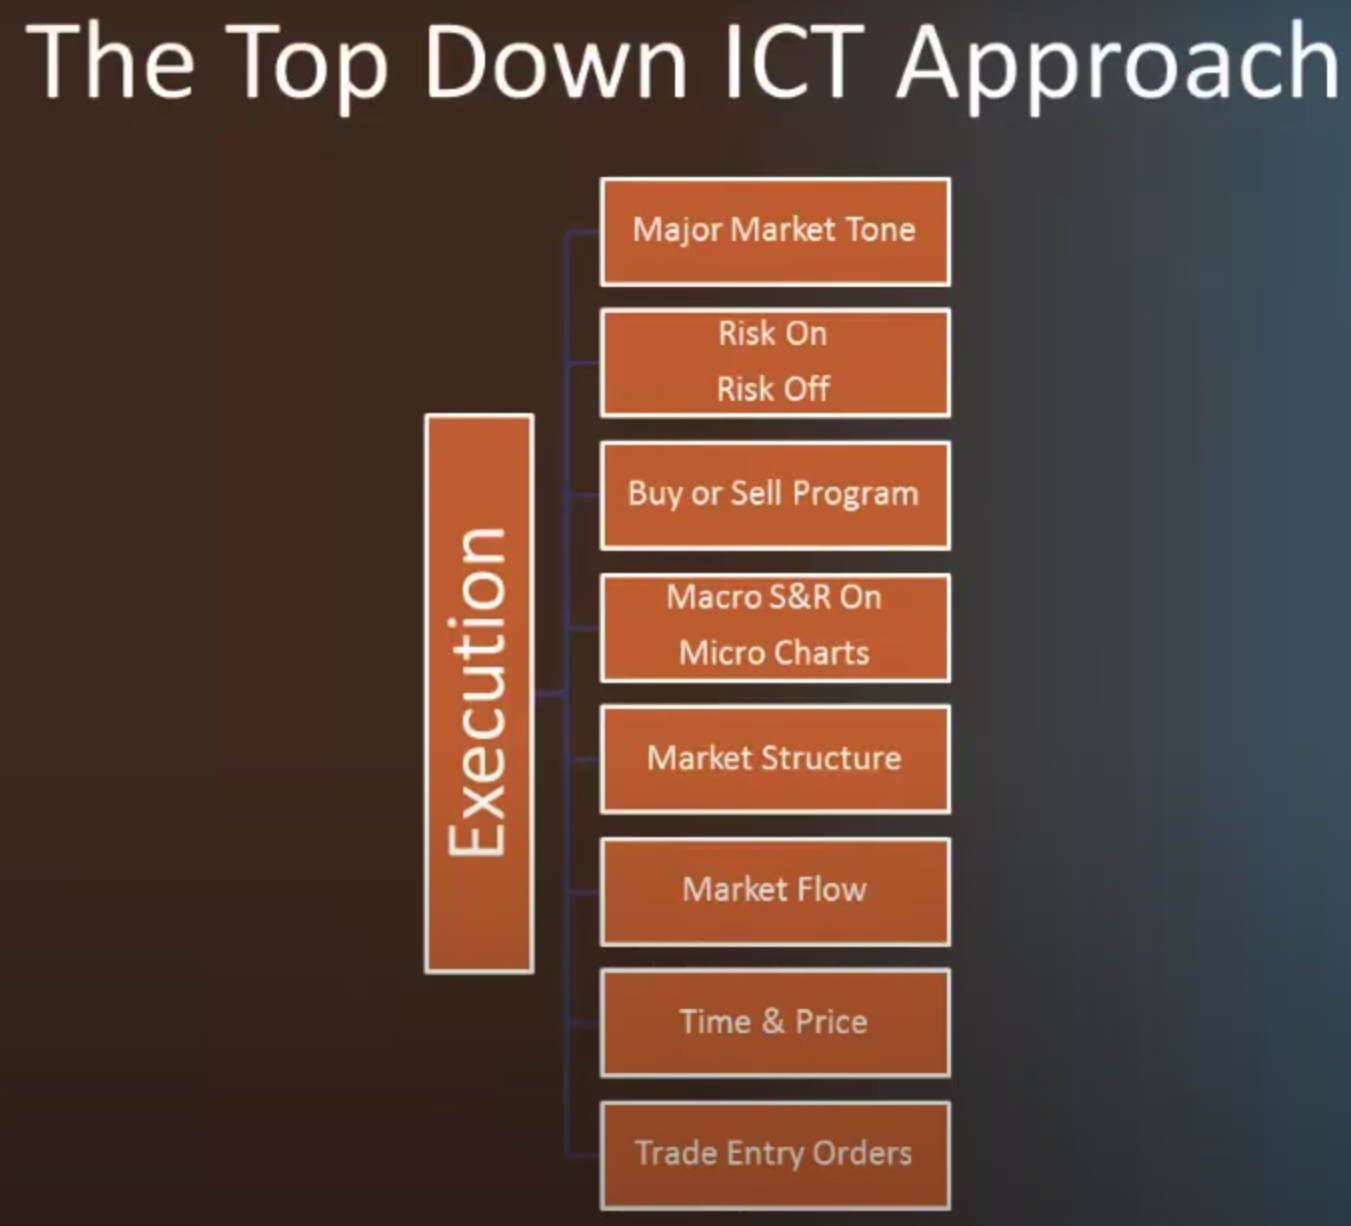 The Top Down ICT Approach
Execution
Major Market Tone
Risk On
Risk Off
Buy or Sell Program
Macro S&R On
Micro Charts
Market Structure
Market Flow
Time & Price
Trade Entry Orders